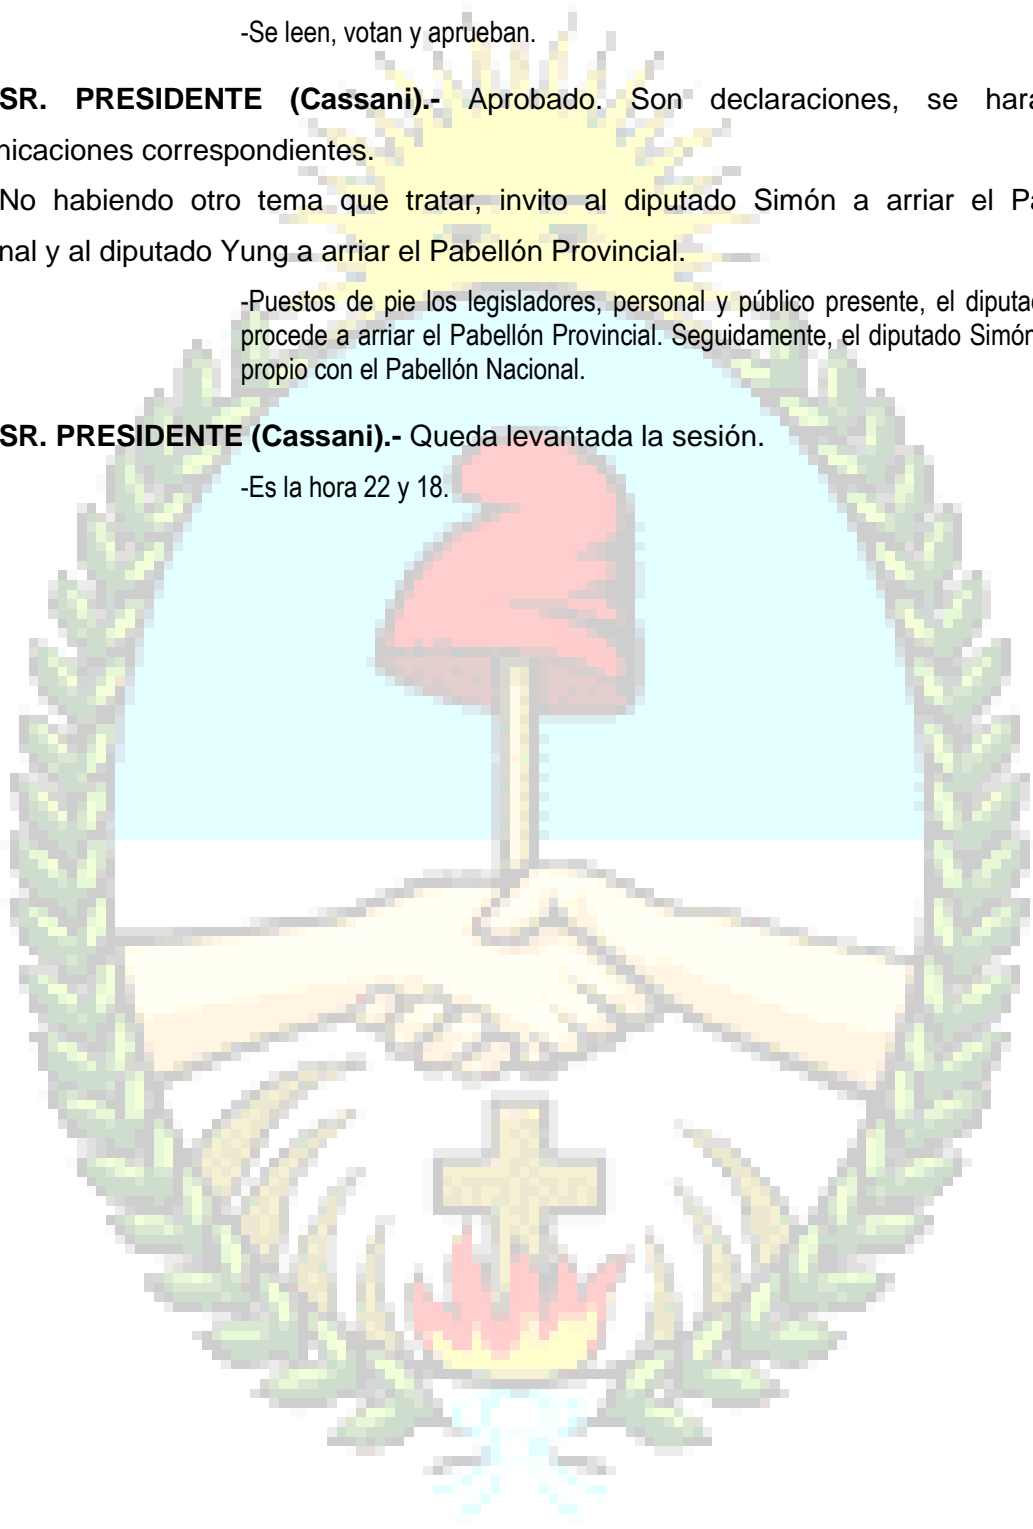 -Se leen, votan y aprueban.
SR. PRESIDENTE (Cassani).- Aprobado. Son declaraciones, se hará
nicaciones correspondientes.
No habiendo otro tema que tratar, invito al diputado Simón a arriar el Pa
nal y al diputado Yung a arriar el Pabellón Provincial.
-Puestos de pie los legisladores, personal y público presente, el diputad
procede a arriar el Pabellón Provincial. Seguidamente, el diputado Simón
propio con el Pabellón Nacional.
SR. PRESIDENTE (Cassani).- Queda levantada la sesión.
-Es la hora 22 y 18.